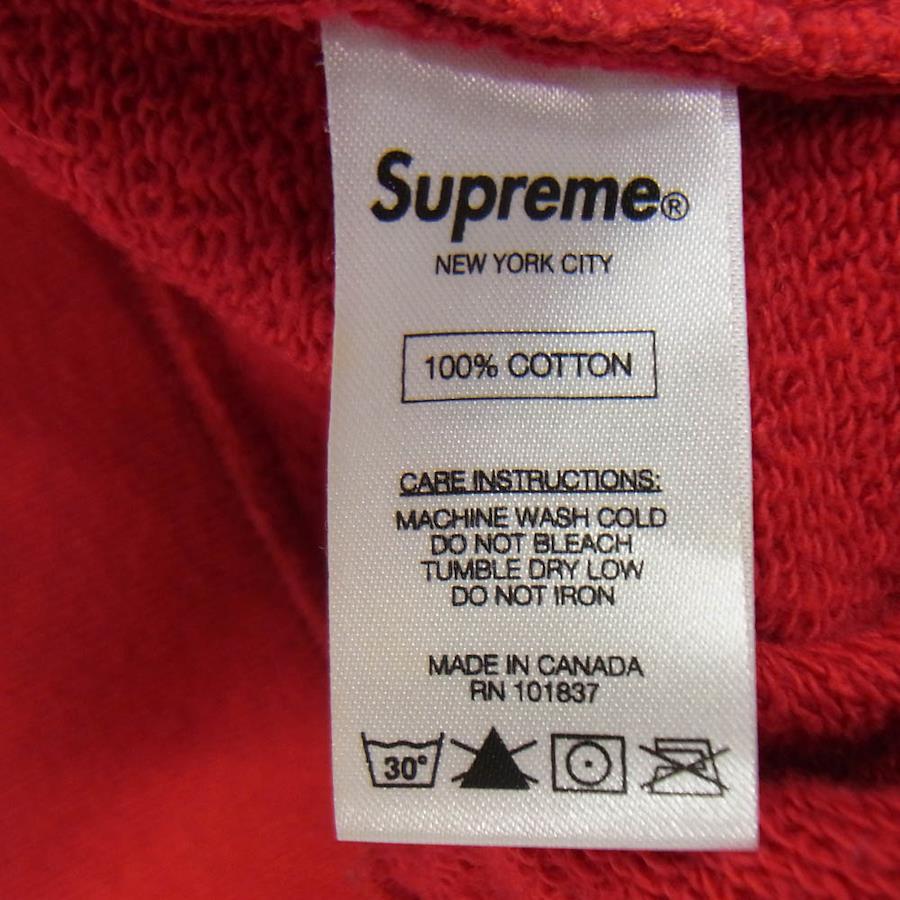 Supreme®
NEW YORK CITY
100% COTTON
CARE INSTRUCTIONS:
MACHINE WASH COLD
DO NOT BLEACH
TUMBLE DRY LOW
DO NOT IRON
MADE IN CANADA
RN 101837
30°